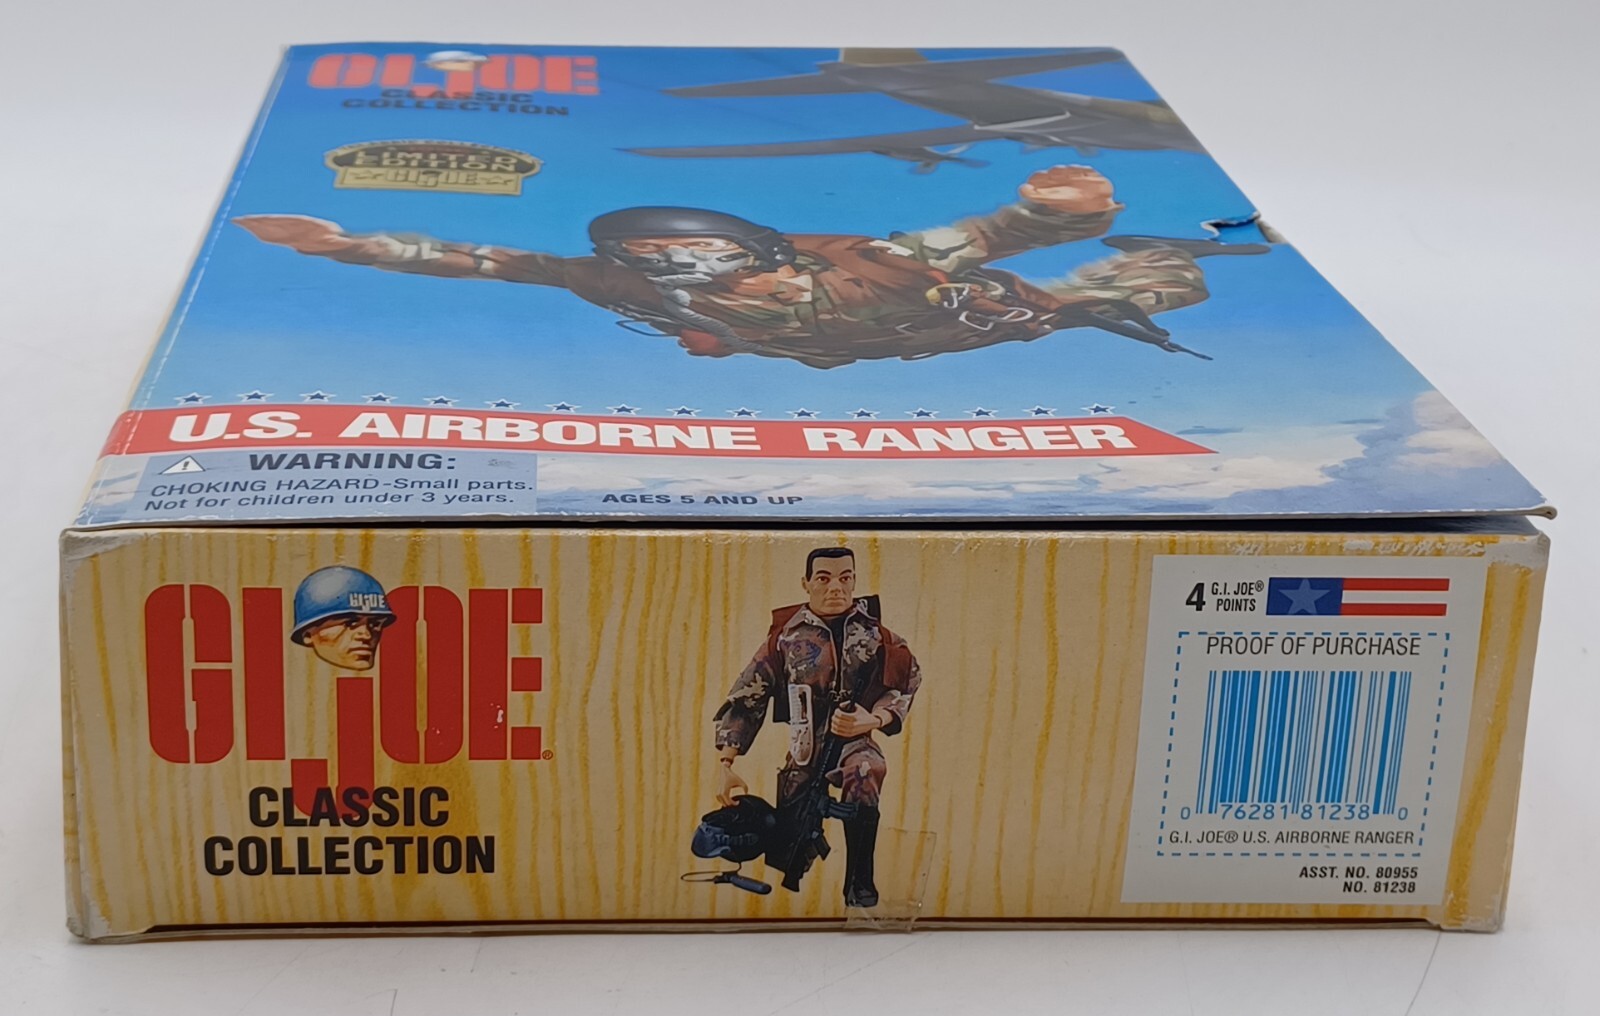 GI JOE
CLASSIC
COLLECTION
LIMITED
EDITION
GI JOE
U.S. AIRBORNE RANGER
WARNING:
CHOKING HAZARD-Small parts.
Not for children under 3 years.
AGES 5 AND UP
GI JOE
GI JOE®
CLASSIC
COLLECTION
4 G.I. JOE®
POINTS
PROOF OF PURCHASE
0 76281 81238 0
G.I. JOE® U.S. AIRBORNE RANGER
ASST. NO. 80955
NO. 81238